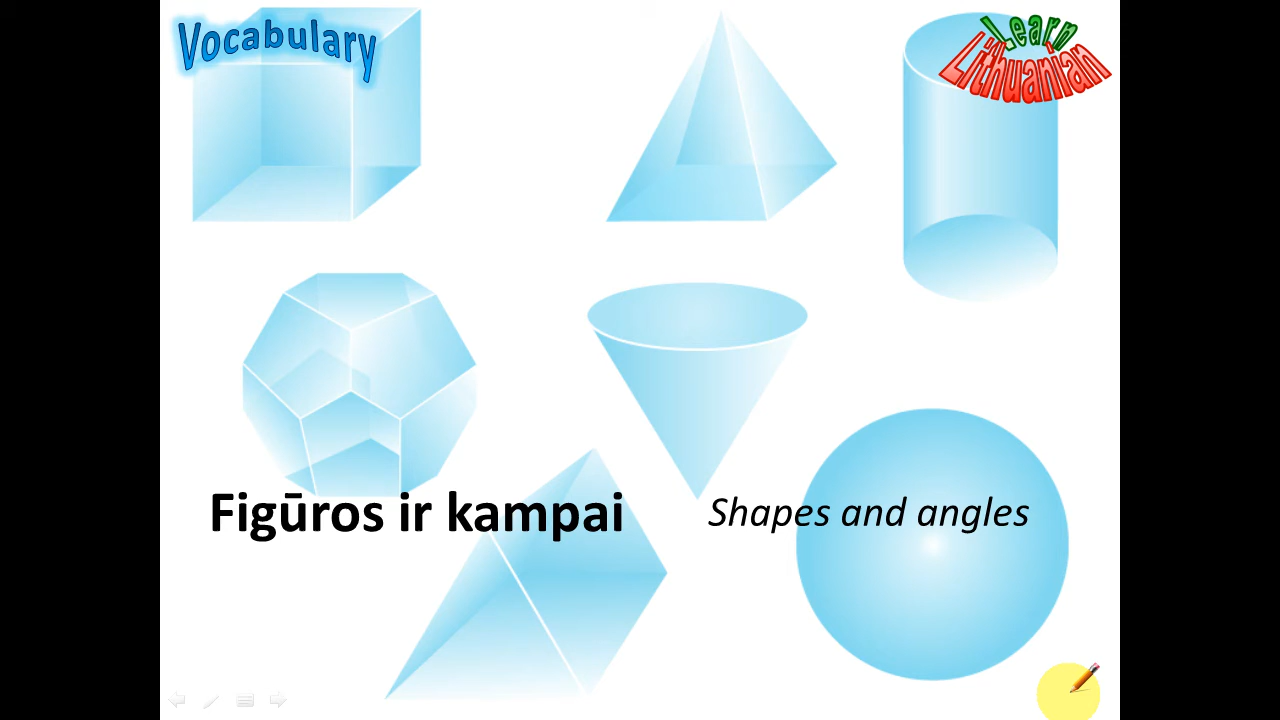 Vocabulary
Learn
Lithuanian
Figūros ir kampai
Shapes and angles